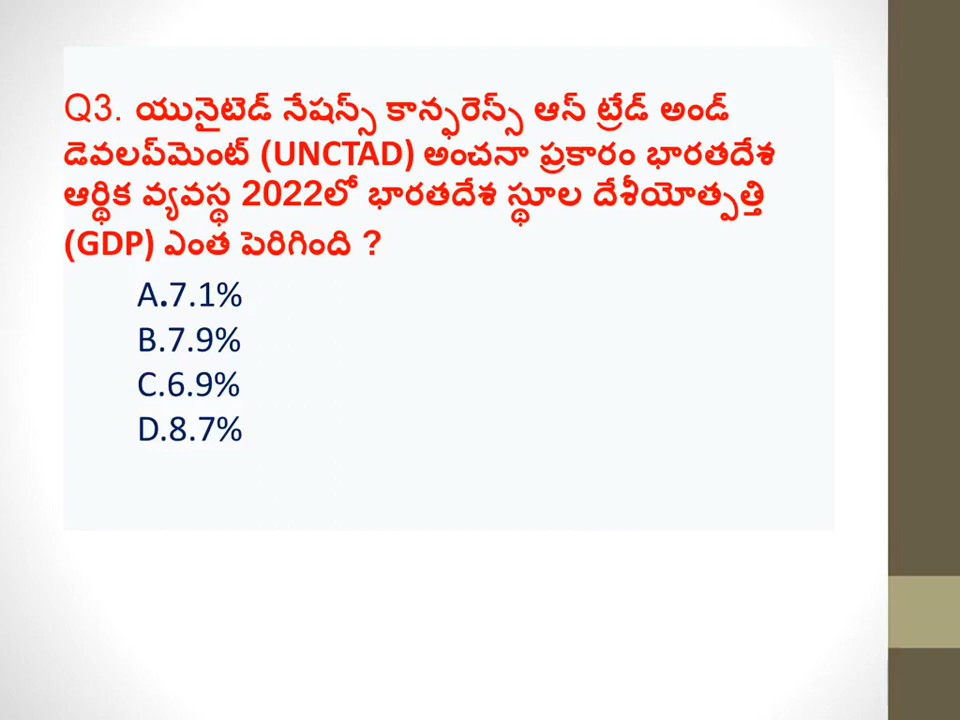 Q3. యునైటెడ్ నేషన్స్ కాన్ఫరెన్స్ ఆన్ ట్రేడ్ అండ్
డెవలప్‌మెంట్ (UNCTAD) అంచనా ప్రకారం భారతదేశ
ఆర్థిక వ్యవస్థ 2022లో భారతదేశ స్థూల దేశీయోత్పత్తి
(GDP) ఎంత పెరిగింది ?
A.7.1%
B.7.9%
C.6.9%
D.8.7%